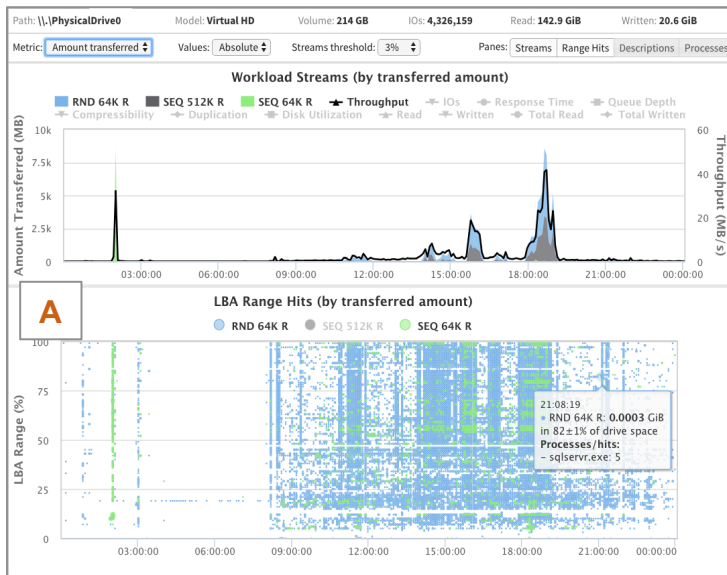 Path: \\.\PhysicalDrive0 Model: Virtual HD Volume: 214 GB IOs: 4,326,159 Read: 142.9 GiB Written: 20.6 GiB
Metric: Amount transferred Values: Absolute Streams threshold: 3% Panes: Streams Range Hits Descriptions Processes
Workload Streams (by transferred amount)
RND 64K R SEQ 512K R SEQ 64K R Throughput IOs Response Time Queue Depth
Compressibility Duplication Disk Utilization Read Written Total Read Total Written
Amount Transferred (MB)
10k
7.5k
5k
2.5k
0
60
40
20
0
Throughput (MB/s)
03:00:00 06:00:00 09:00:00 12:00:00 15:00:00 18:00:00 21:00:00 00:00:00
A
LBA Range Hits (by transferred amount)
RND 64K R SEQ 512K R SEQ 64K R
LBA Range (%)
100
75
50
25
0
21:08:19
RND 64K R: 0.0003 GiB
in 82±1% of drive space
Processes/hits:
- sqlservr.exe: 5
03:00:00 06:00:00 09:00:00 12:00:00 15:00:00 18:00:00 21:00:00 00:00:00